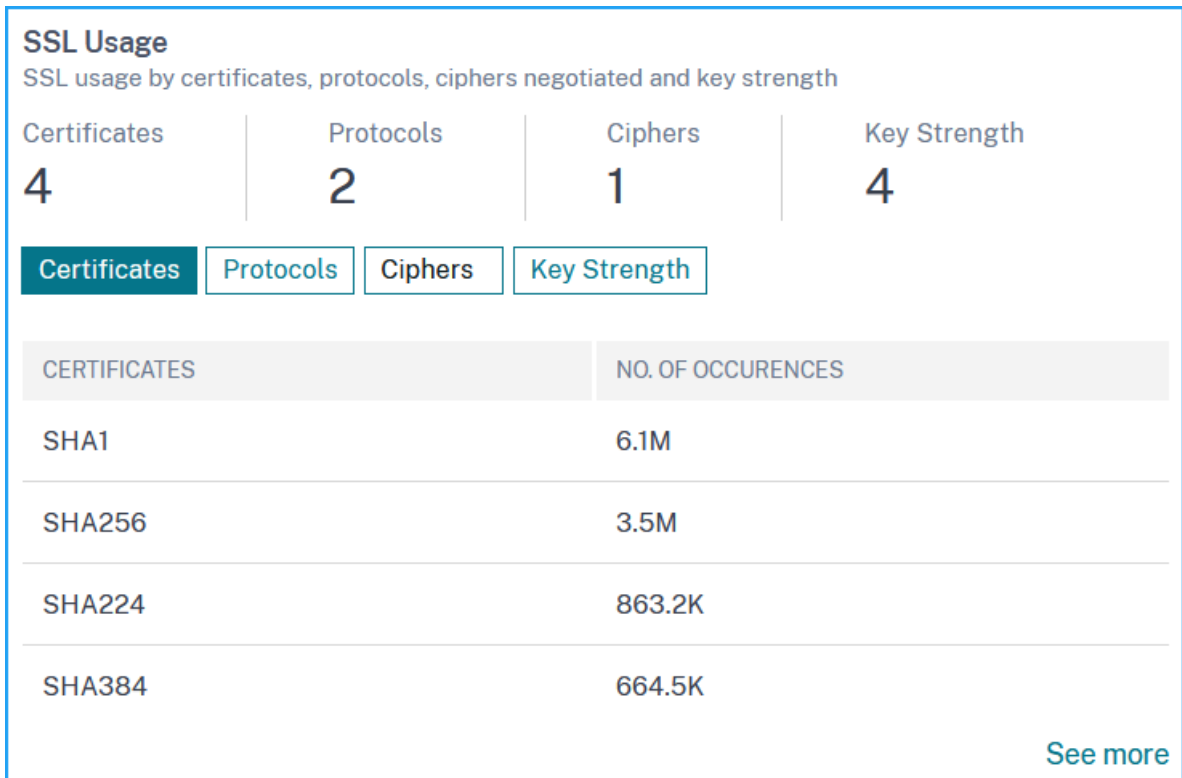 SSL Usage
SSL usage by certificates, protocols, ciphers negotiated and key strength
Certificates Protocols Ciphers Key Strength
4 2 1 4
Certificates Protocols Ciphers Key Strength
CERTIFICATES NO. OF OCCURENCES
SHA1 6.1M
SHA256 3.5M
SHA224 863.2K
SHA384 664.5K
See more